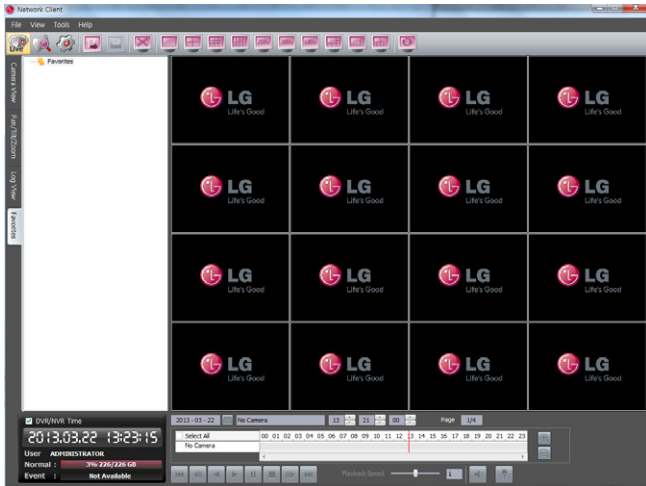 Network Client
File View Tools Help
LIVE
Favorites
Camera View
Pan/Tilt/Zoom
Log View
Favorites
LG LG LG LG
Life's Good Life's Good Life's Good Life's Good
LG LG LG LG
Life's Good Life's Good Life's Good Life's Good
LG LG LG LG
Life's Good Life's Good Life's Good Life's Good
LG LG LG LG
Life's Good Life's Good Life's Good Life's Good
DVR/NVR Time
2013.03.22 13:23:15
User ADMINISTRATOR
Normal : 3% 226/226 GB
Event : Not Available
2013 - 03 - 22 No Camera 13 21 00 Page 1/4
Select All 00 01 02 03 04 05 06 07 08 09 10 11 12 13 14 15 16 17 18 19 20 21 22 23
No Camera
Playback Speed 1